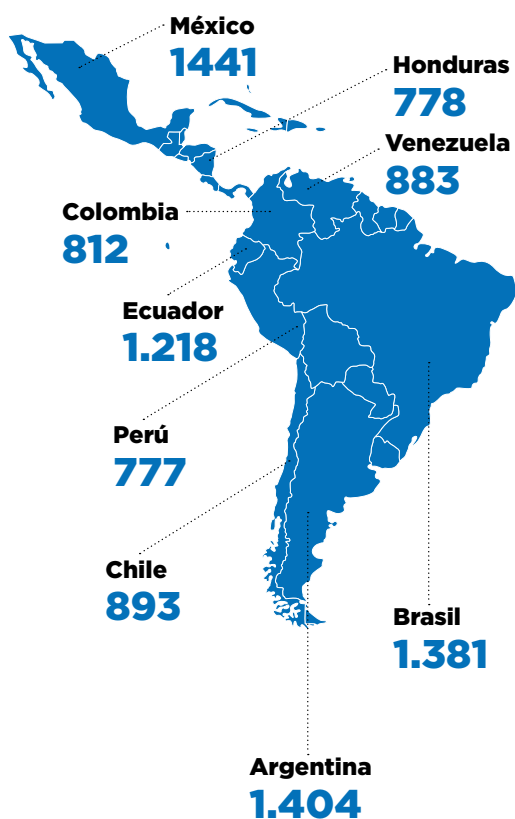 México
1441
Honduras
778
Venezuela
883
Colombia
812
Ecuador
1.218
Perú
777
Chile
893
Brasil
1.381
Argentina
1.404